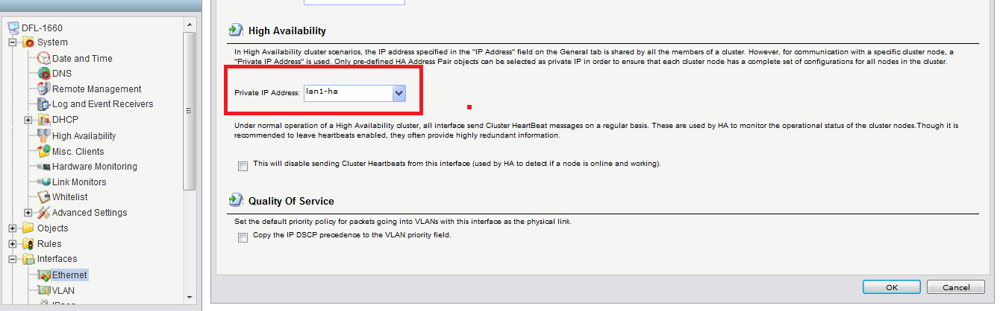 DFL-1660
System
Date and Time
DNS
Remote Management
Log and Event Receivers
DHCP
High Availability
Misc. Clients
Hardware Monitoring
Link Monitors
Whitelist
Advanced Settings
Objects
Rules
Interfaces
Ethernet
VLAN
High Availability
In High Availability cluster scenarios, the IP address specified in the "IP Address" field on the General tab is shared by all the members of a cluster. However, for communication with a specific cluster node, a
"Private IP Address" is used. Only pre-defined HA Address Pair objects can be selected as private IP in order to ensure that each cluster node has a complete set of configurations for all nodes in the cluster.
Private IP Address: lan1-ha
Under normal operation of a High Availability cluster, all interface send Cluster HeartBeat messages on a regular basis. These are used by HA to monitor the operational status of the cluster nodes.Though it is
recommended to leave heartbeats enabled, they often provide highly redundant information.
This will disable sending Cluster Heartbeats from this interface (used by HA to detect if a node is online and working).
Quality Of Service
Set the default priority policy for packets going into VLANs with this interface as the physical link.
Copy the IP DSCP precedence to the VLAN priority field.
OK Cancel